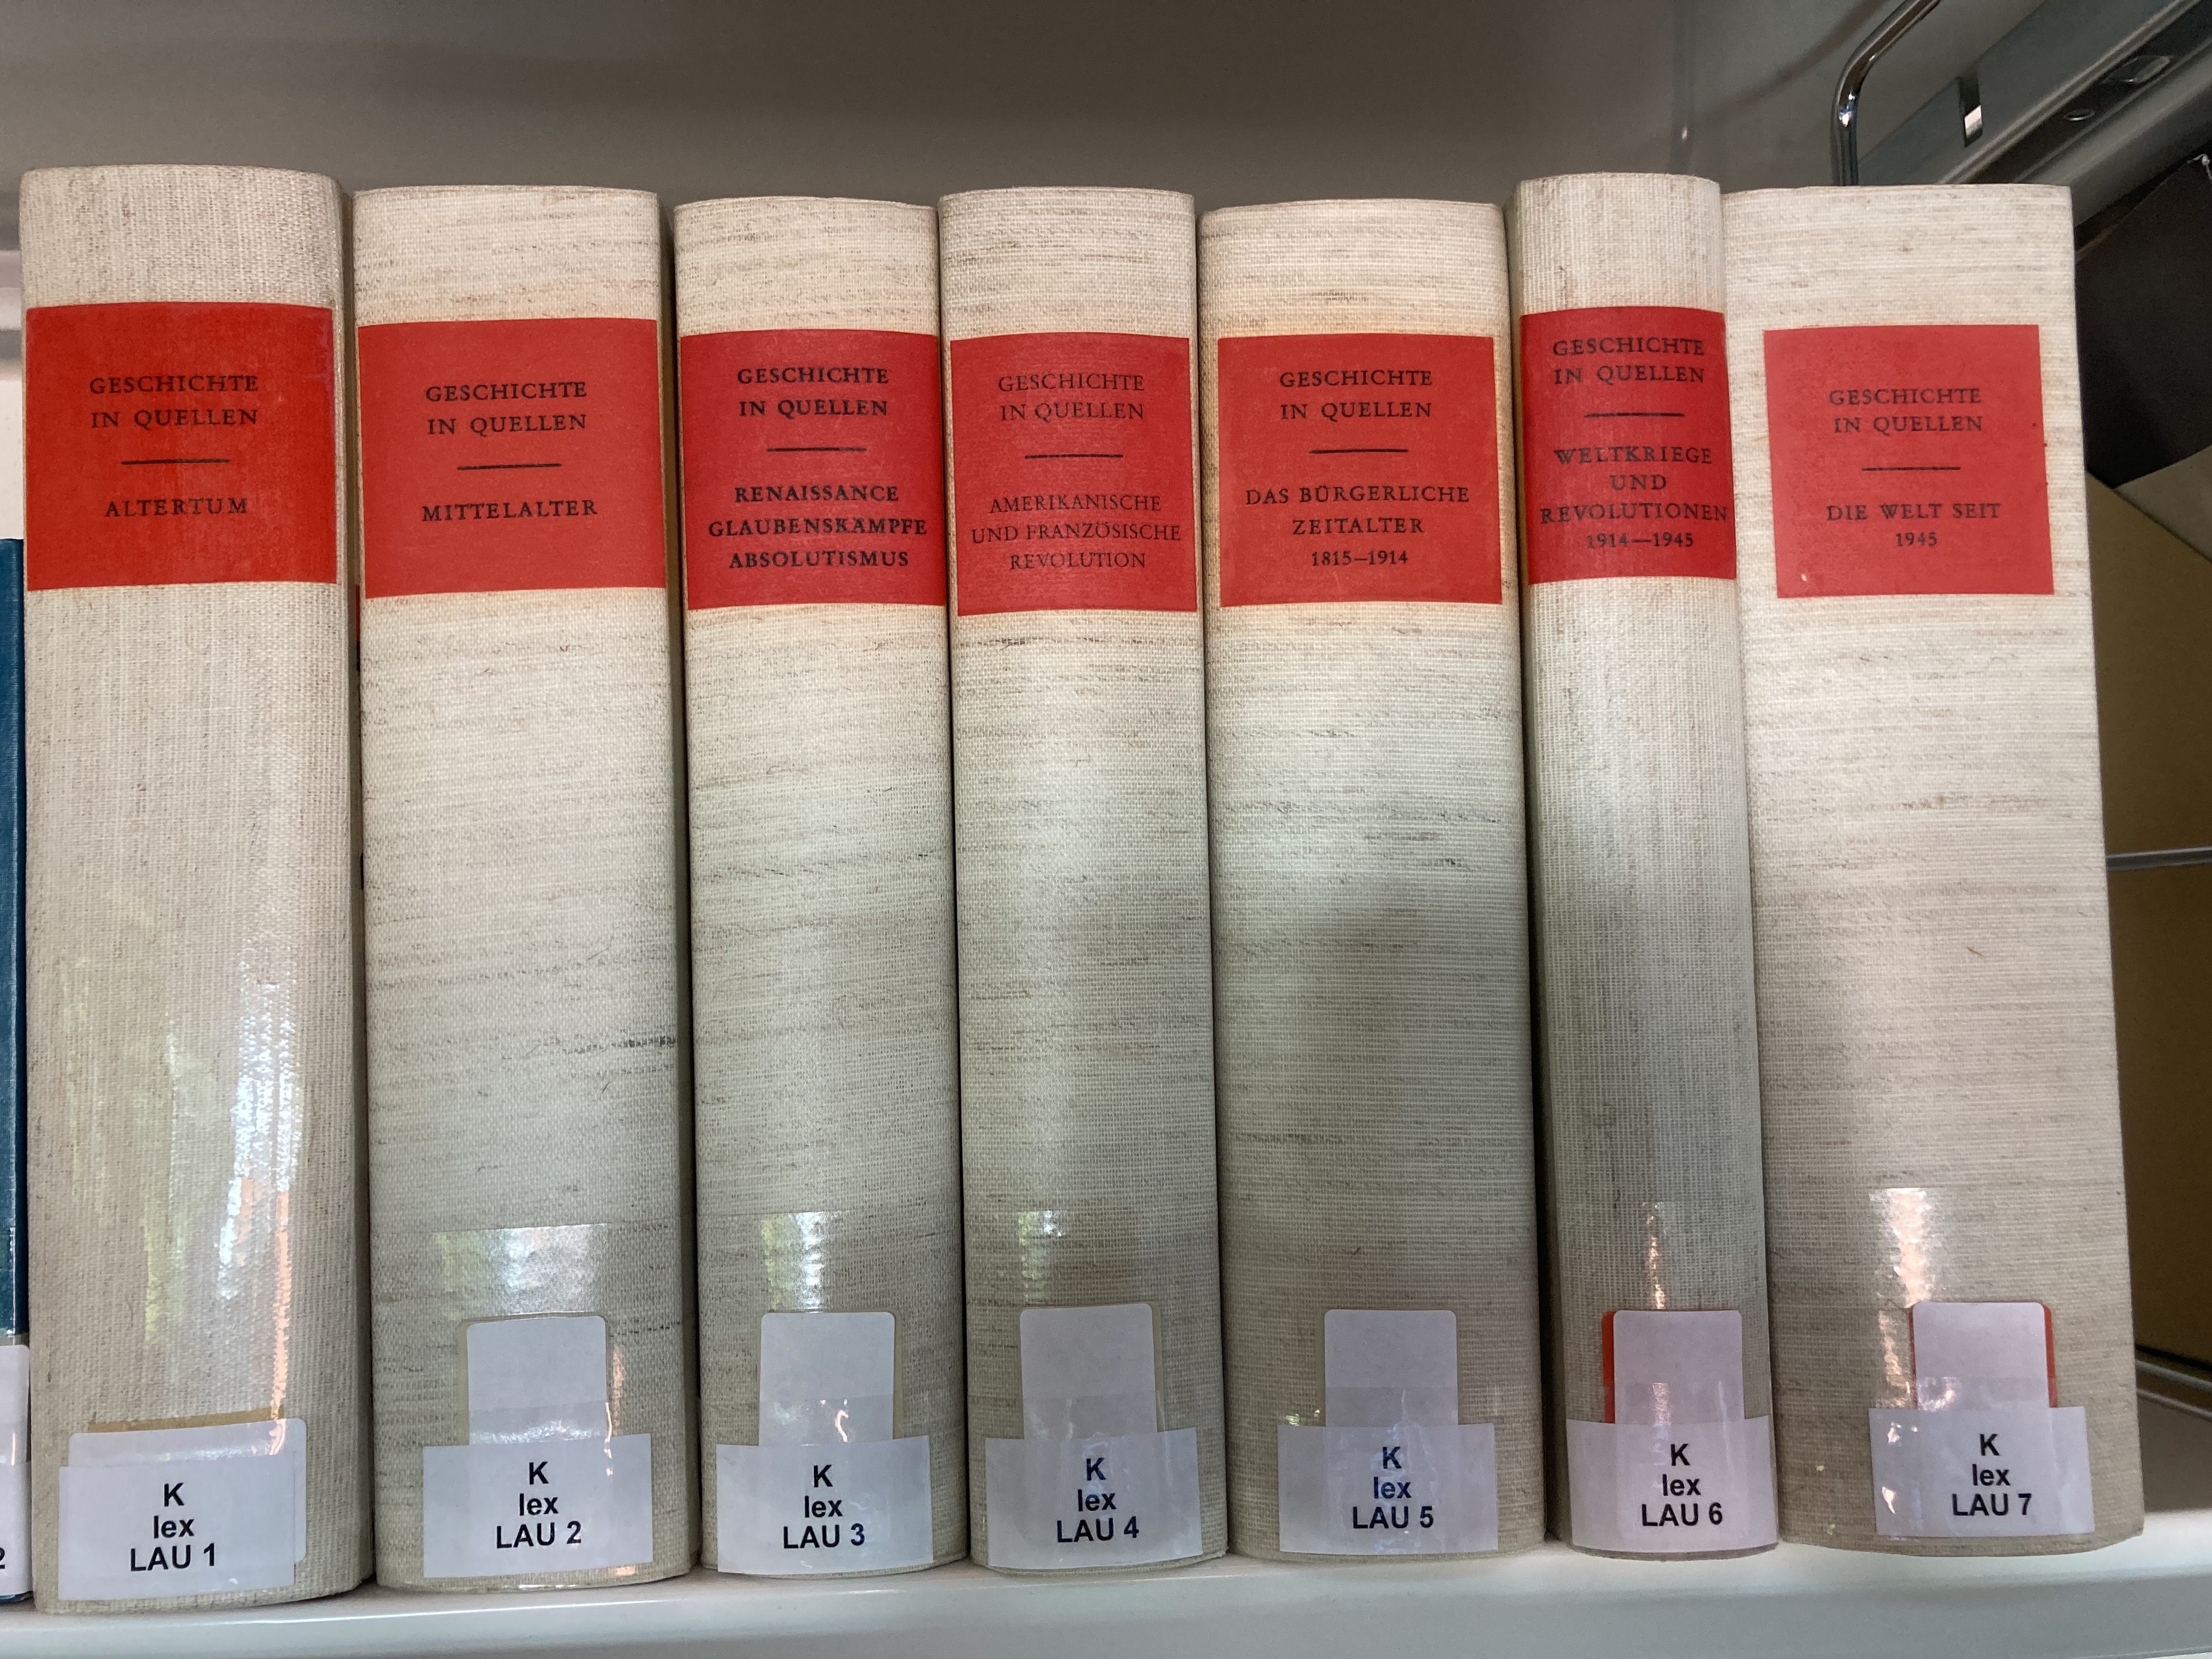 GESCHICHTE
IN QUELLEN
ALTERTUM
K
lex
LAU 1
GESCHICHTE
IN QUELLEN
MITTELALTER
K
lex
LAU 2
GESCHICHTE
IN QUELLEN
RENAISSANCE
GLAUBENSKÄMPFE
ABSOLUTISMUS
K
lex
LAU 3
GESCHICHTE
IN QUELLEN
AMERIKANISCHE
UND FRANZÖSISCHE
REVOLUTION
K
lex
LAU 4
GESCHICHTE
IN QUELLEN
DAS BÜRGERLICHE
ZEITALTER
1815–1914
K
lex
LAU 5
GESCHICHTE
IN QUELLEN
WELTKRIEGE
UND
REVOLUTIONEN
1914—1945
K
lex
LAU 6
GESCHICHTE
IN QUELLEN
DIE WELT SEIT
1945
K
lex
LAU 7